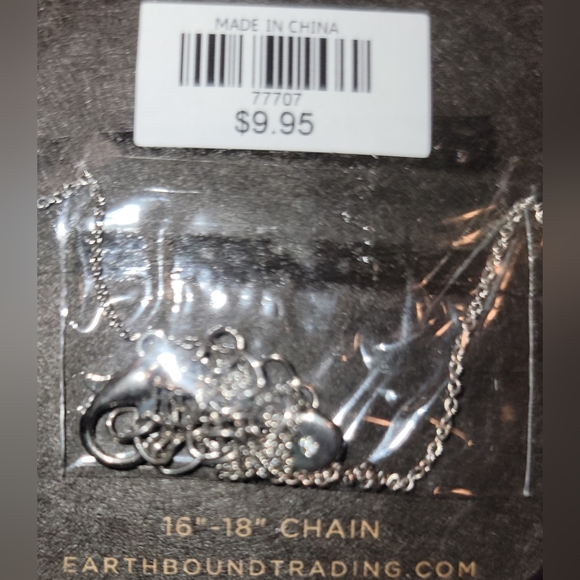 MADE IN CHINA
77707
$9.95
16"-18" CHAIN
EARTHBOUNDTRADING.COM